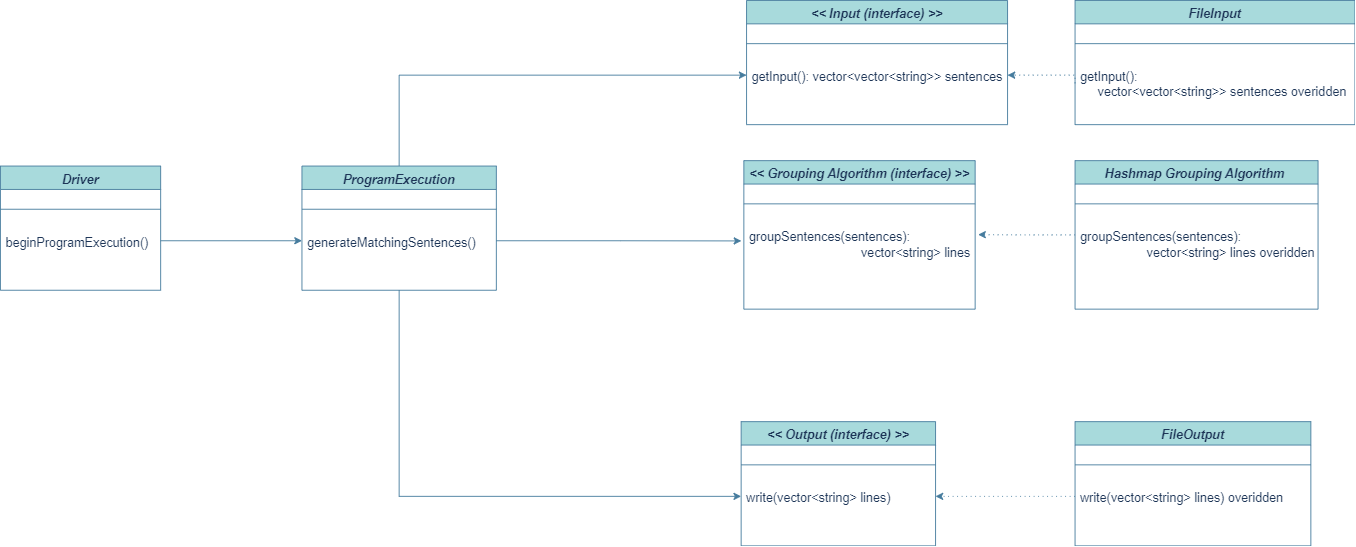 << Input (interface) >>
getInput(): vector<vector<string>> sentences
FileInput
getInput():
vector<vector<string>> sentences overidden
Driver
beginProgramExecution()
ProgramExecution
generateMatchingSentences()
<< Grouping Algorithm (interface) >>
groupSentences(sentences):
vector<string> lines
Hashmap Grouping Algorithm
groupSentences(sentences):
vector<string> lines overidden
<< Output (interface) >>
write(vector<string> lines)
FileOutput
write(vector<string> lines) overidden